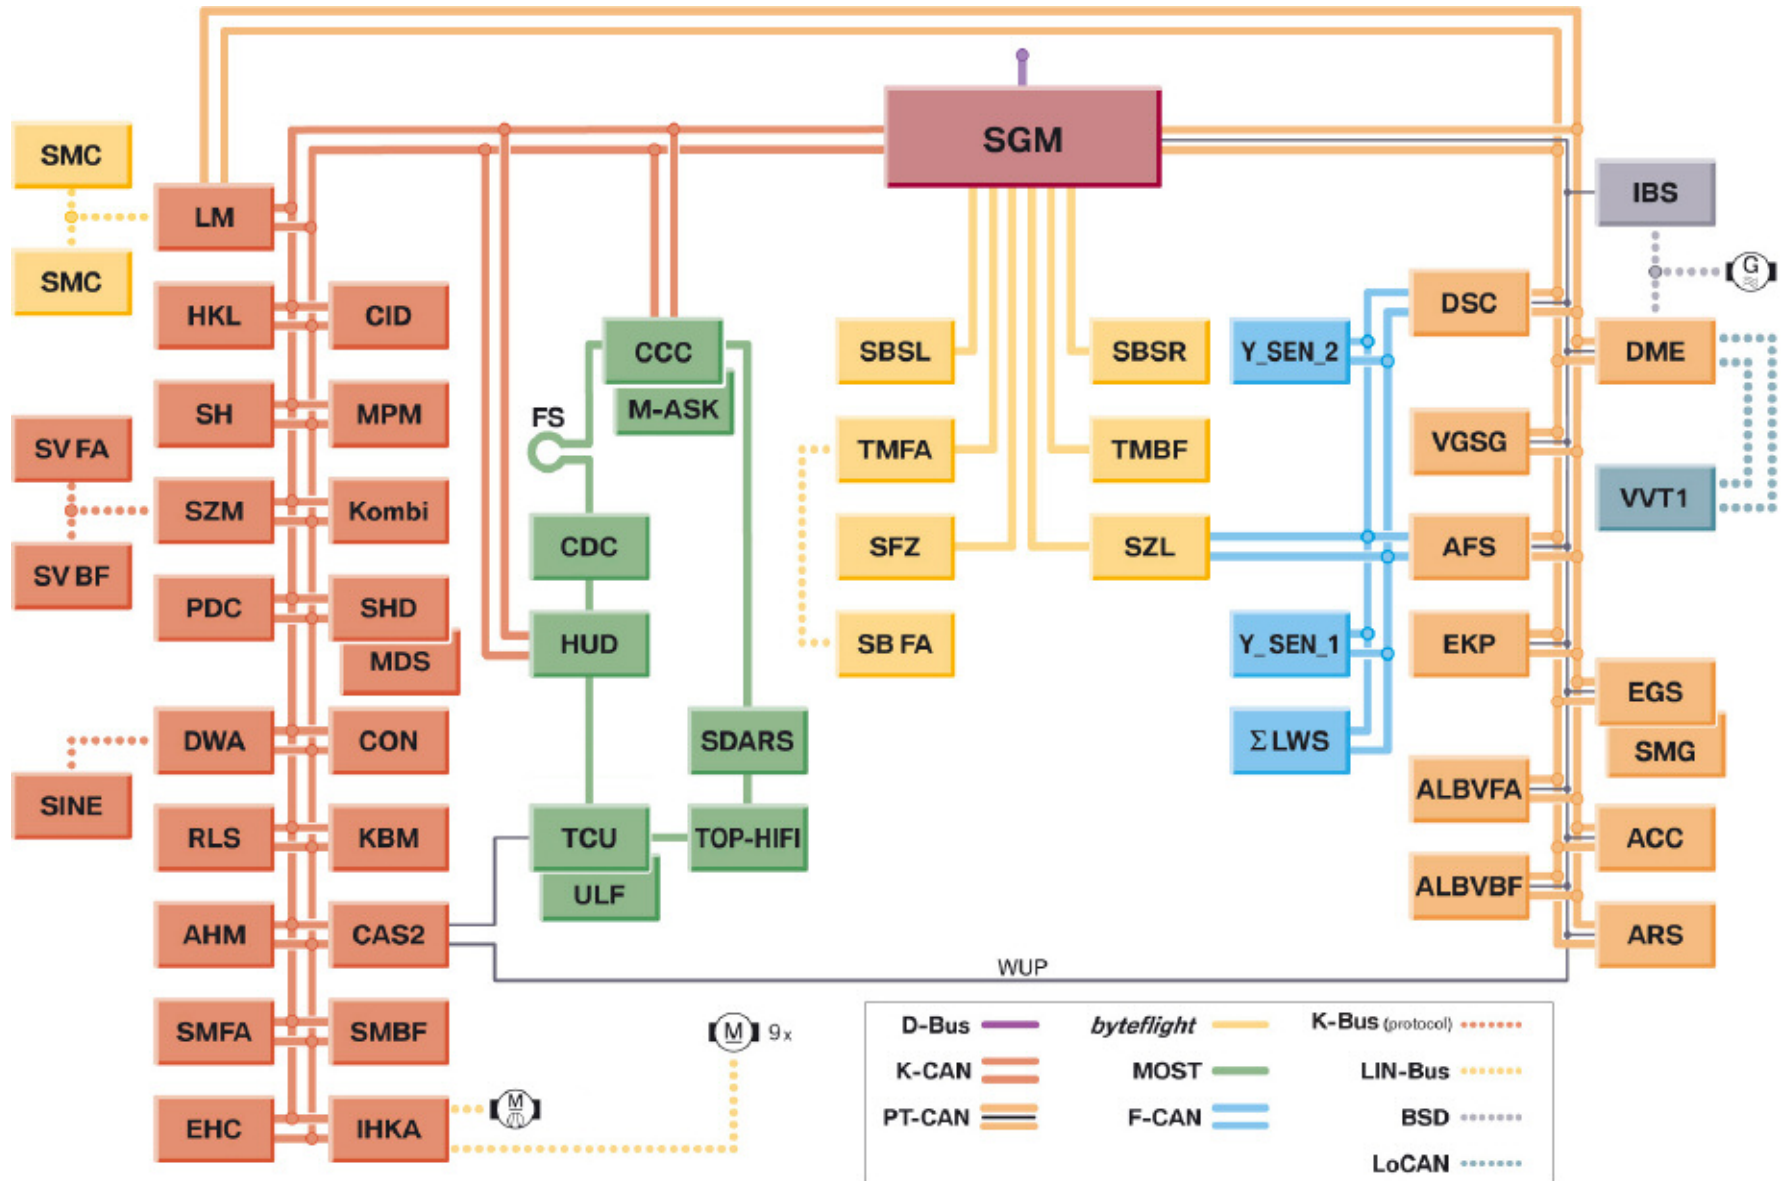 SGM
SMC
LM
SMC
IBS
G
HKL
CID
DSC
CCC
M-ASK
SBSL
SBSR
Y_SEN_2
DME
SH
MPM
FS
SV FA
TMFA
TMBF
VGSG
SZM
Kombi
VVT1
CDC
SFZ
SZL
AFS
SV BF
PDC
SHD
MDS
HUD
SB FA
Y_SEN_1
EKP
EGS
SMG
DWA
CON
SDARS
ΣLWS
SINE
ALBVFA
RLS
KBM
TCU
ULF
TOP-HIFI
ACC
ALBVBF
AHM
CAS2
ARS
WUP
SMFA
SMBF
M 9x
EHC
IHKA
M
D-Bus
byteflight
K-Bus (protocol)
K-CAN
MOST
LIN-Bus
PT-CAN
F-CAN
BSD
LoCAN